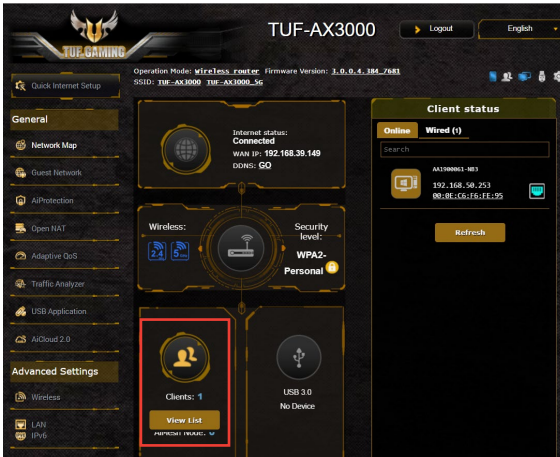 TUF GAMING
TUF-AX3000
Logout
English
Quick Internet Setup
Operation Mode: Wireless router Firmware Version: 3.0.0.4.384_7681
SSID: TUF-AX3000 TUF-AX3000_5G
General
Network Map
Guest Network
AiProtection
Open NAT
Adaptive QoS
Traffic Analyzer
USB Application
AiCloud 2.0
Advanced Settings
Wireless
LAN
IPv6
Internet status:
Connected
WAN IP: 192.168.39.149
DDNS: GO
Wireless:
2.4
5
Security
level:
WPA2-
Personal
Clients: 1
View List
AiMesh Node: 0
USB 3.0
No Device
Client status
Online Wired (1)
Search
AA1900061-NB3
192.168.50.253
00:0E:C6:F6:FE:95
Refresh